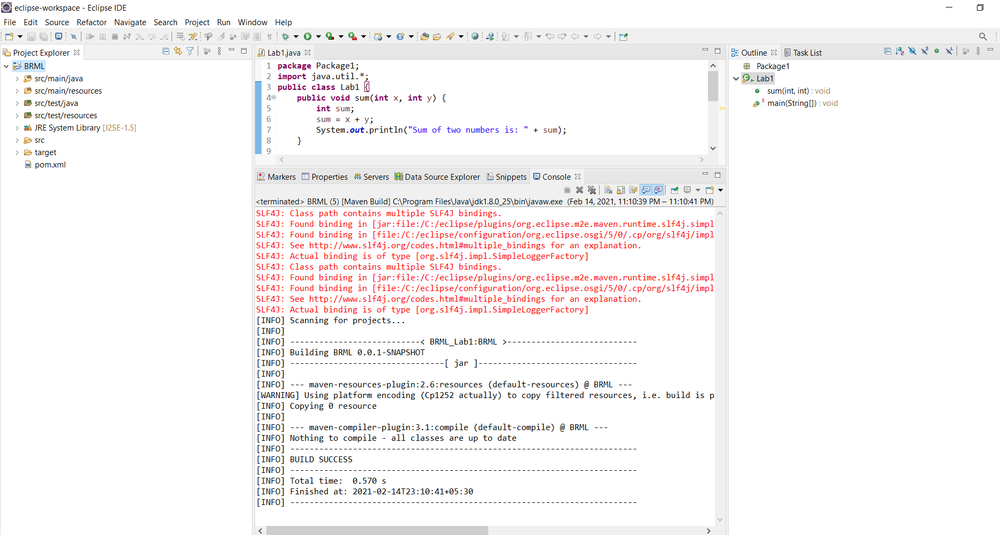 eclipse-workspace - Eclipse IDE
File Edit Source Refactor Navigate Search Project Run Window Help
Project Explorer
BRML
src/main/java
src/main/resources
src/test/java
src/test/resources
JRE System Library [J2SE-1.5]
src
target
pom.xml
Lab1.java
1 package Package1;
2 import java.util.*;
3 public class Lab1 {
4 public void sum(int x, int y) {
5 int sum;
6 sum = x + y;
7 System.out.println("Sum of two numbers is: " + sum);
8 }
9
Markers Properties Servers Data Source Explorer Snippets Console
<terminated> BRML (5) [Maven Build] C:\Program Files\Java\jdk1.8.0_25\bin\javaw.exe (Feb 14, 2021, 11:10:39 PM – 11:10:41 PM)
SLF4J: Class path contains multiple SLF4J bindings.
SLF4J: Found binding in [jar:file:/C:/eclipse/plugins/org.eclipse.m2e.maven.runtime.slf4j.simpl
SLF4J: Found binding in [file:/C:/eclipse/configuration/org.eclipse.osgi/5/0/.cp/org/slf4j/impl
SLF4J: See http://www.slf4j.org/codes.html#multiple_bindings for an explanation.
SLF4J: Actual binding is of type [org.slf4j.impl.SimpleLoggerFactory]
SLF4J: Class path contains multiple SLF4J bindings.
SLF4J: Found binding in [jar:file:/C:/eclipse/plugins/org.eclipse.m2e.maven.runtime.slf4j.simpl
SLF4J: Found binding in [file:/C:/eclipse/configuration/org.eclipse.osgi/5/0/.cp/org/slf4j/impl
SLF4J: See http://www.slf4j.org/codes.html#multiple_bindings for an explanation.
SLF4J: Actual binding is of type [org.slf4j.impl.SimpleLoggerFactory]
[INFO] Scanning for projects...
[INFO]
[INFO] ---------------------------< BRML_Lab1:BRML >---------------------------
[INFO] Building BRML 0.0.1-SNAPSHOT
[INFO] --------------------------------[ jar ]---------------------------------
[INFO]
[INFO] --- maven-resources-plugin:2.6:resources (default-resources) @ BRML ---
[WARNING] Using platform encoding (Cp1252 actually) to copy filtered resources, i.e. build is p
[INFO] Copying 0 resource
[INFO]
[INFO] --- maven-compiler-plugin:3.1:compile (default-compile) @ BRML ---
[INFO] Nothing to compile - all classes are up to date
[INFO] ------------------------------------------------------------------------
[INFO] BUILD SUCCESS
[INFO] ------------------------------------------------------------------------
[INFO] Total time:  0.570 s
[INFO] Finished at: 2021-02-14T23:10:41+05:30
[INFO] ------------------------------------------------------------------------
Outline Task List
Package1
Lab1
sum(int, int) : void
main(String[]) : void